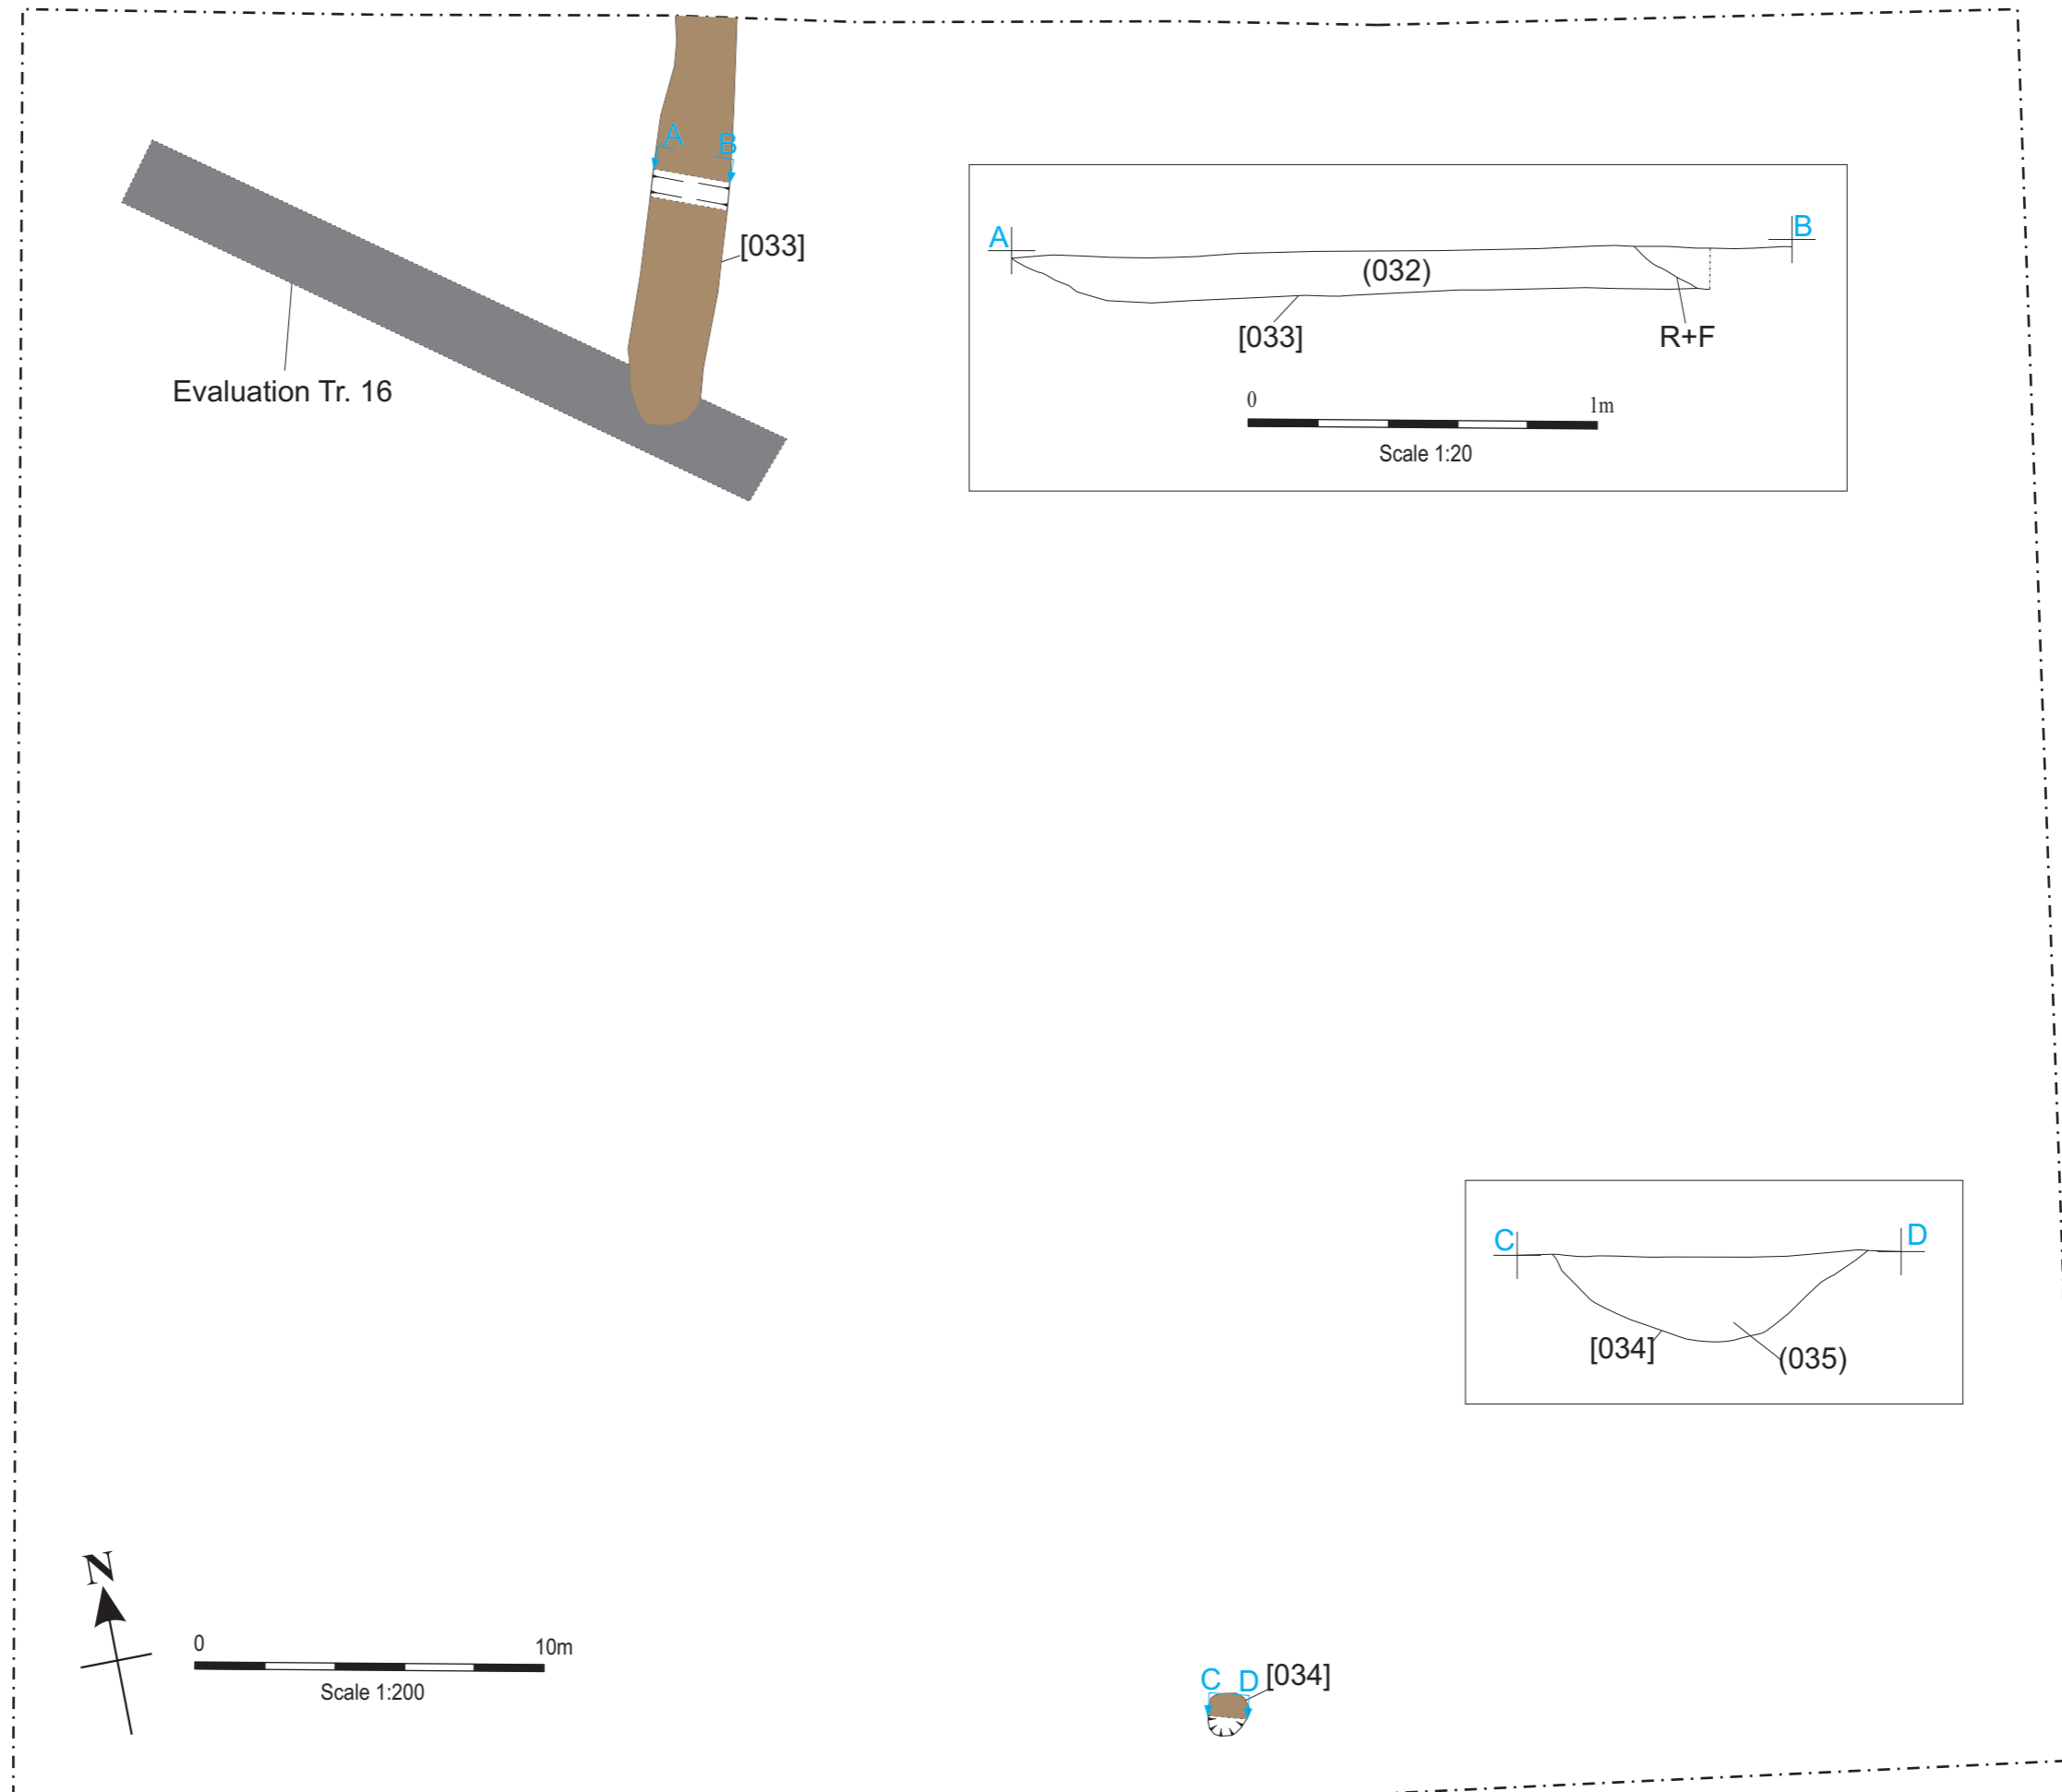 A
B
[033]
Evaluation Tr. 16
A
B
(032)
[033]
R+F
0 1m
Scale 1:20
C
D
[034]
(035)
N
0 10m
Scale 1:200
C D [034]